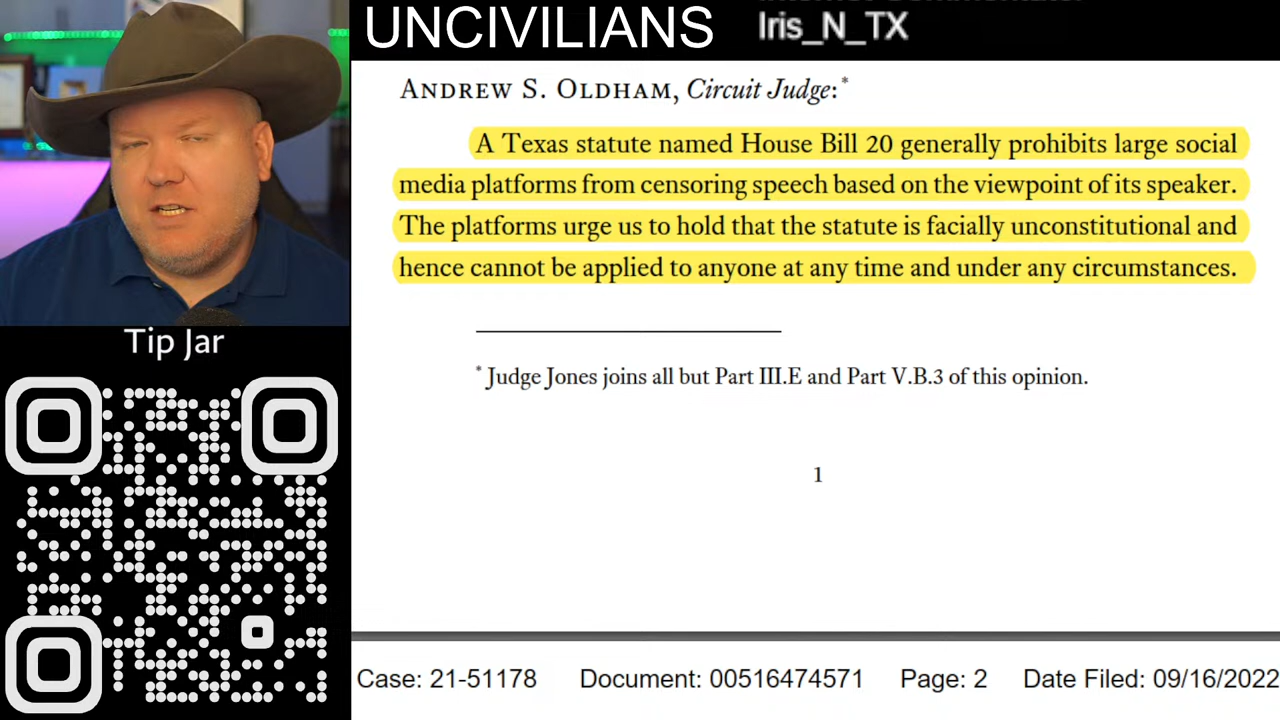 UNCIVILIANS
Iris_N_TX
ANDREW S. OLDHAM, Circuit Judge:*
A Texas statute named House Bill 20 generally prohibits large social
media platforms from censoring speech based on the viewpoint of its speaker.
The platforms urge us to hold that the statute is facially unconstitutional and
hence cannot be applied to anyone at any time and under any circumstances.
* Judge Jones joins all but Part III.E and Part V.B.3 of this opinion.
1
Case: 21-51178 Document: 00516474571 Page: 2 Date Filed: 09/16/2022
Tip Jar